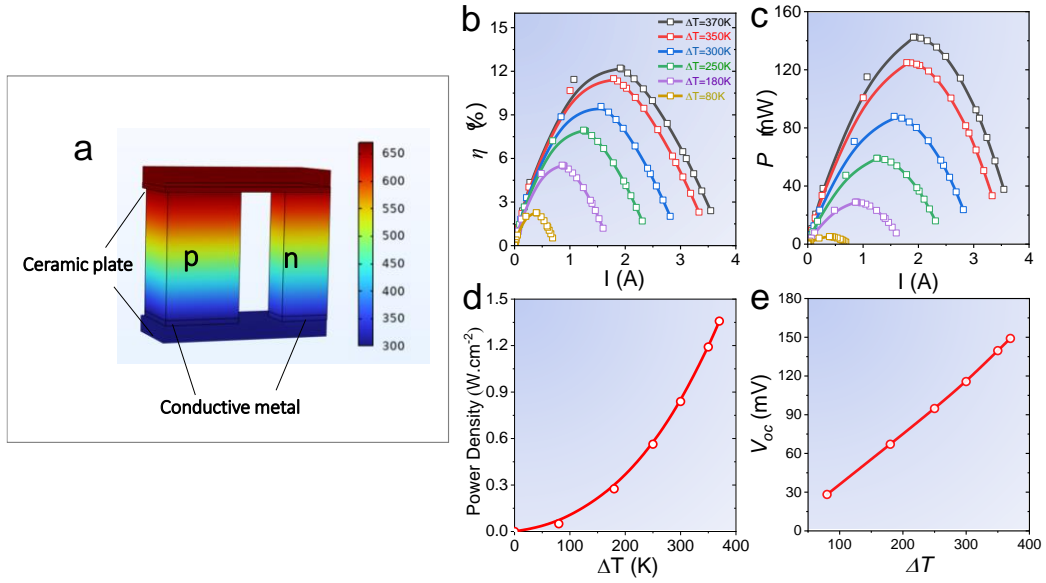 a
Ceramic plate
p
n
Conductive metal
650
600
550
500
450
400
350
300
b
η (%)
15
12
9
6
3
0
ΔT=370K
ΔT=350K
ΔT=300K
ΔT=250K
ΔT=180K
ΔT=80K
0 1 2 3 4
I (A)
c
P (mW)
160
120
80
40
0
0 1 2 3 4
I (A)
d
Power Density (W.cm-2)
1.5
1.2
0.9
0.6
0.3
0.0
0 100 200 300 400
ΔT (K)
e
Voc (mV)
180
150
120
90
60
30
0
100 200 300 400
ΔT